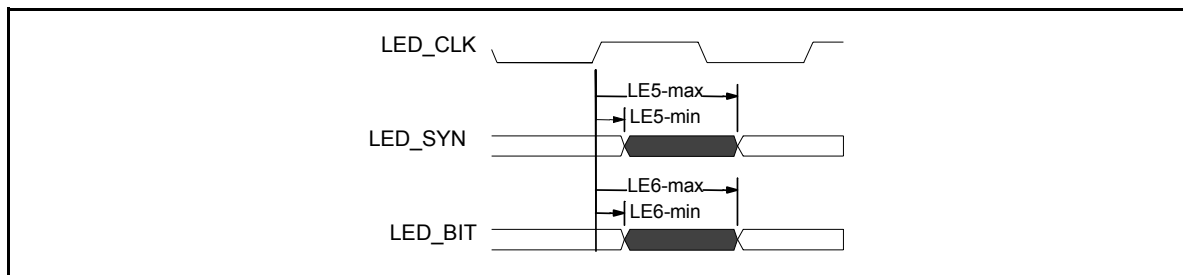 LED_CLK
LE5-max
LE5-min
LED_SYN
LE6-max
LE6-min
LED_BIT